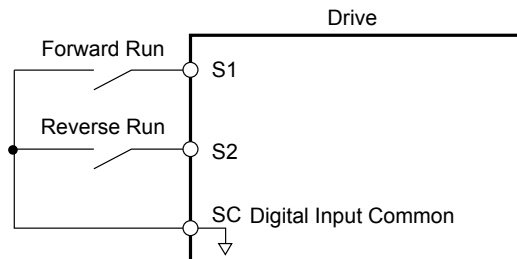 Drive
Forward Run
S1
Reverse Run
S2
SC Digital Input Common